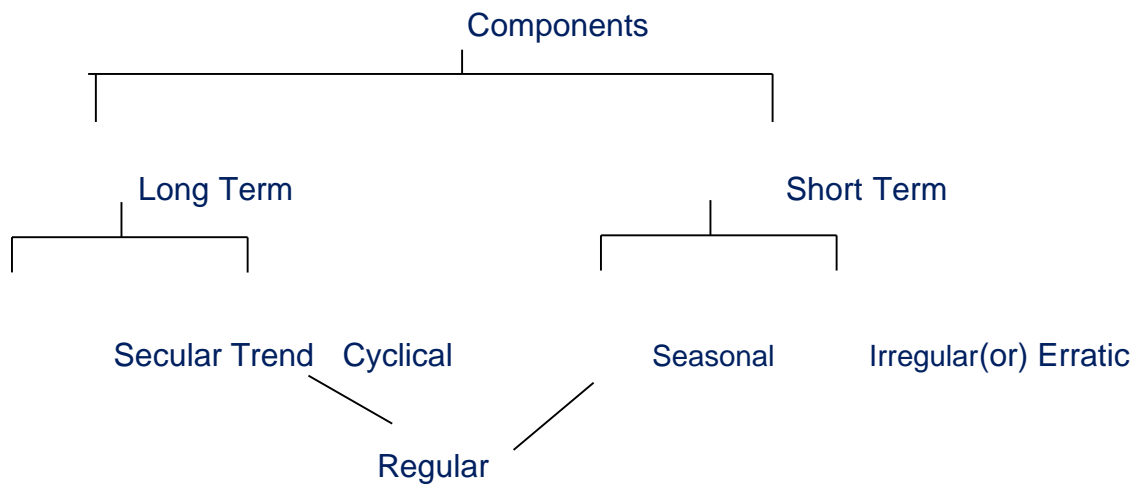 Components
Long Term Short Term
Secular Trend Cyclical Seasonal Irregular(or) Erratic
Regular